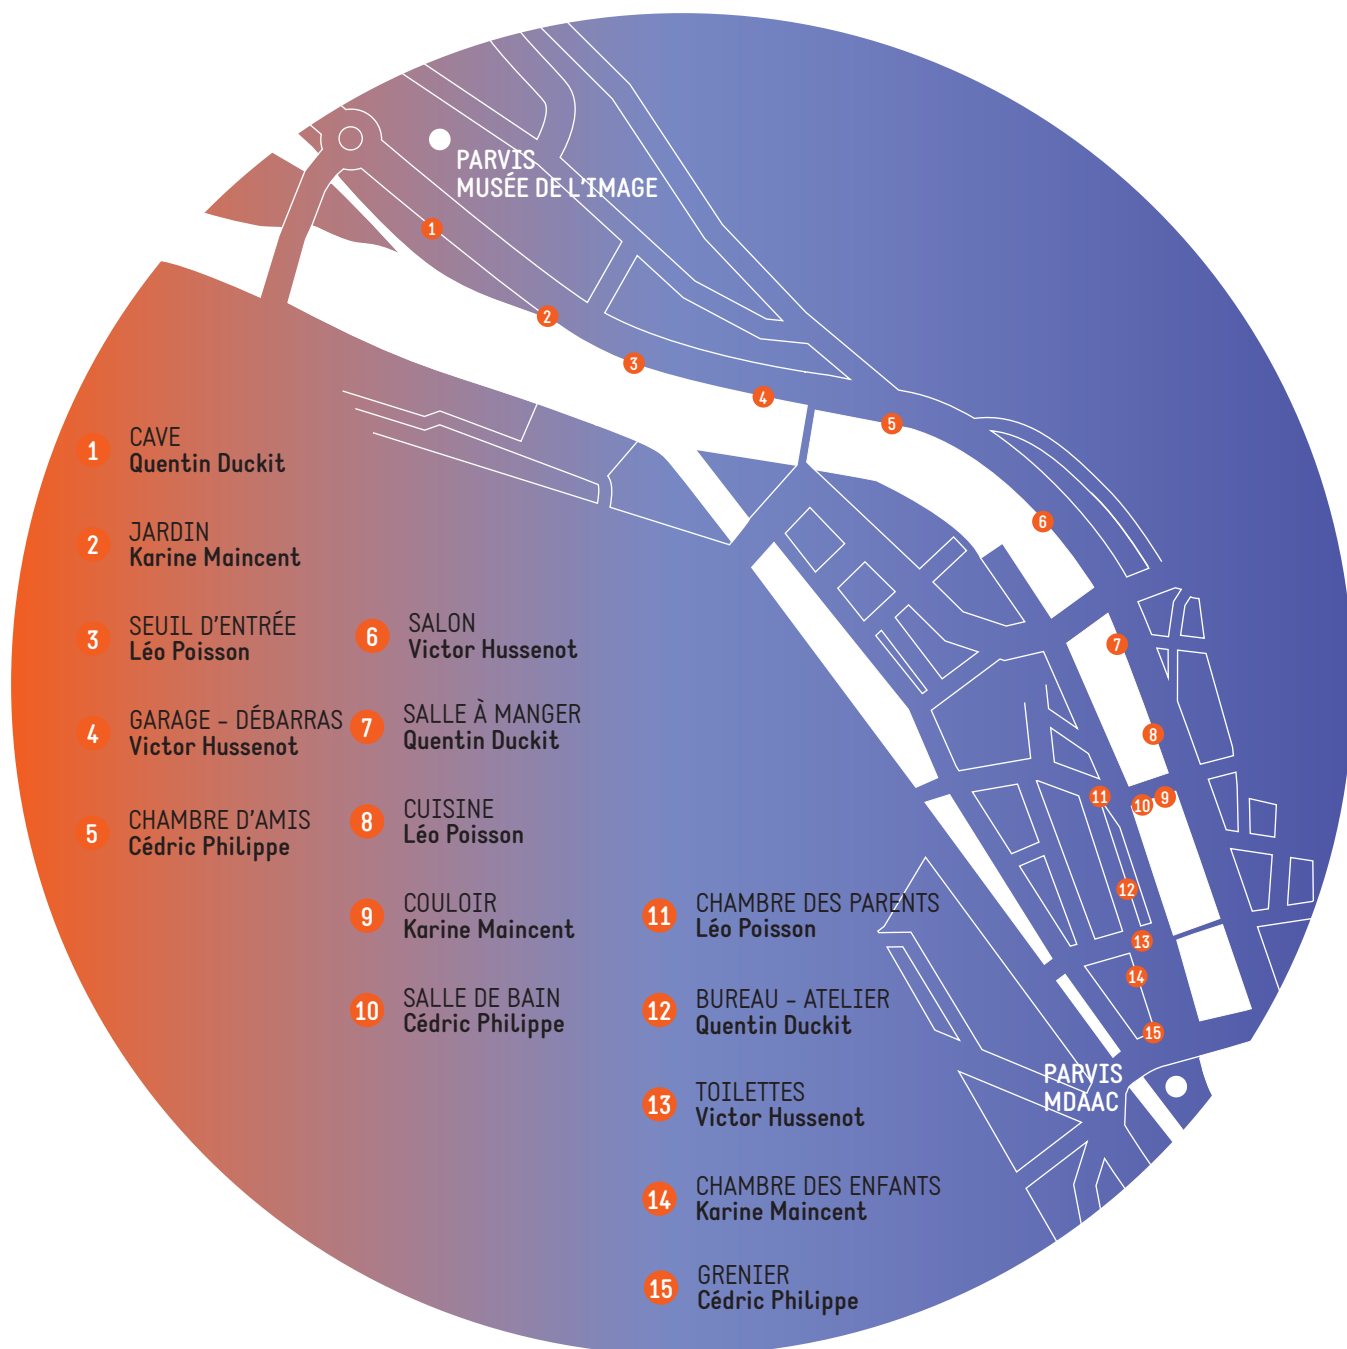 PARVIS
MUSÉE DE L'IMAGE
1
2
3
4
5
6
7
8
9
10
11
12
13
14
15
PARVIS
MDAAC
1 CAVE
Quentin Duckit
2 JARDIN
Karine Maincent
3 SEUIL D'ENTRÉE
Léo Poisson
4 GARAGE - DÉBARRAS
Victor Hussenot
5 CHAMBRE D'AMIS
Cédric Philippe
6 SALON
Victor Hussenot
7 SALLE À MANGER
Quentin Duckit
8 CUISINE
Léo Poisson
9 COULOIR
Karine Maincent
10 SALLE DE BAIN
Cédric Philippe
11 CHAMBRE DES PARENTS
Léo Poisson
12 BUREAU - ATELIER
Quentin Duckit
13 TOILETTES
Victor Hussenot
14 CHAMBRE DES ENFANTS
Karine Maincent
15 GRENIER
Cédric Philippe